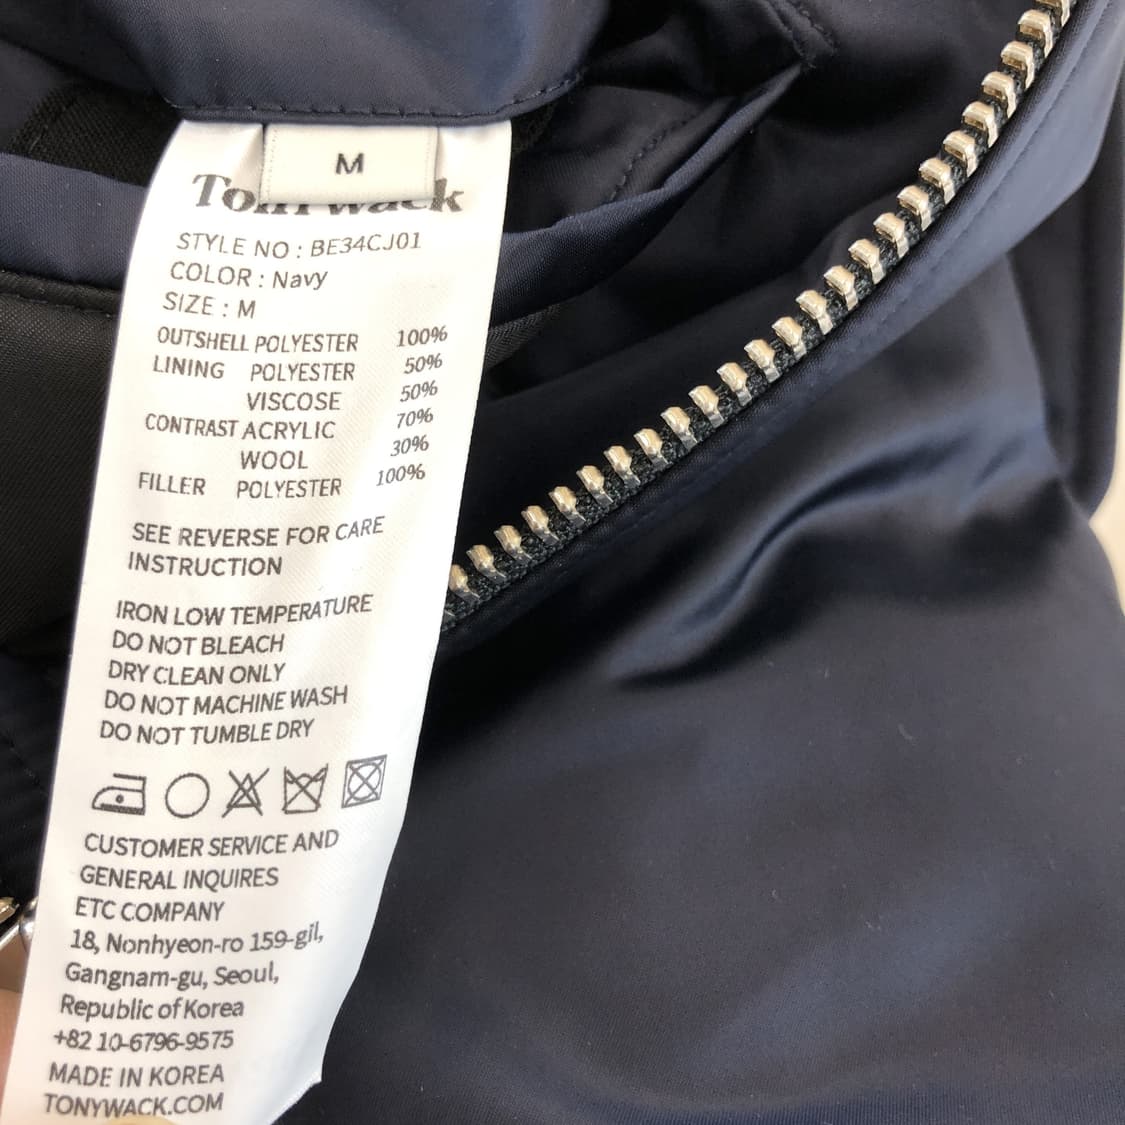 M
STYLE NO : BE34CJ01
COLOR : Navy
SIZE : M
OUTSHELL POLYESTER 100%
LINING POLYESTER 50%
VISCOSE 50%
CONTRAST ACRYLIC 70%
WOOL 30%
FILLER POLYESTER 100%
SEE REVERSE FOR CARE
INSTRUCTION
IRON LOW TEMPERATURE
DO NOT BLEACH
DRY CLEAN ONLY
DO NOT MACHINE WASH
DO NOT TUMBLE DRY
CUSTOMER SERVICE AND
GENERAL INQUIRES
ETC COMPANY
18, Nonhyeon-ro 159-gil,
Gangnam-gu, Seoul,
Republic of Korea
+82 10-6796-9575
MADE IN KOREA
TONYWACK.COM